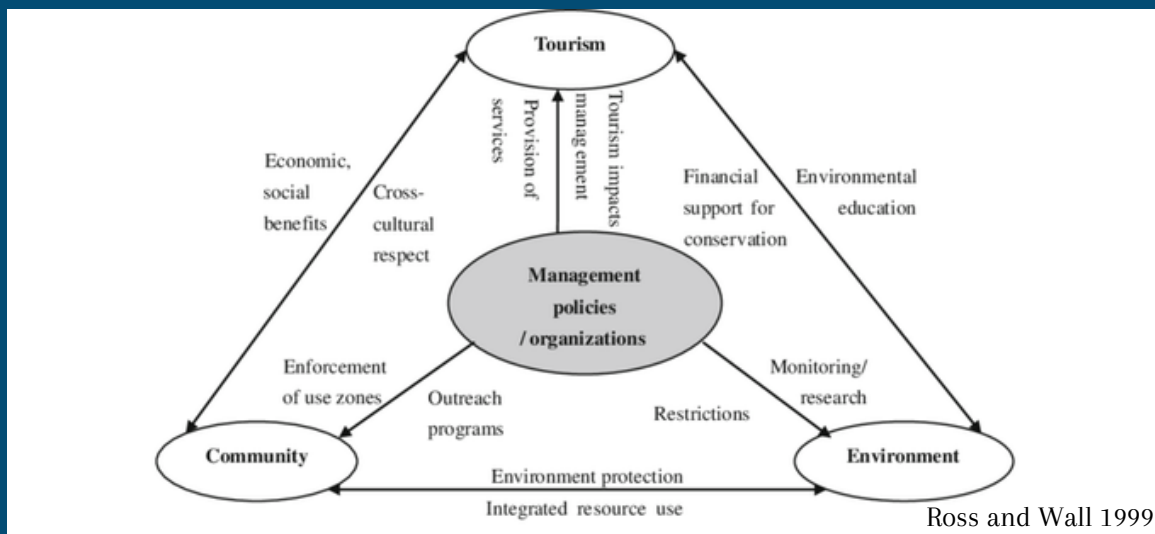 Tourism
Provision of
services
Tourism impacts
management
Economic,
social
benefits
Cross-
cultural
respect
Financial
support for
conservation
Environmental
education
Management
policies
/ organizations
Enforcement
of use zones
Outreach
programs
Monitoring/
research
Restrictions
Community
Environment
Environment protection
Integrated resource use
Ross and Wall 1999